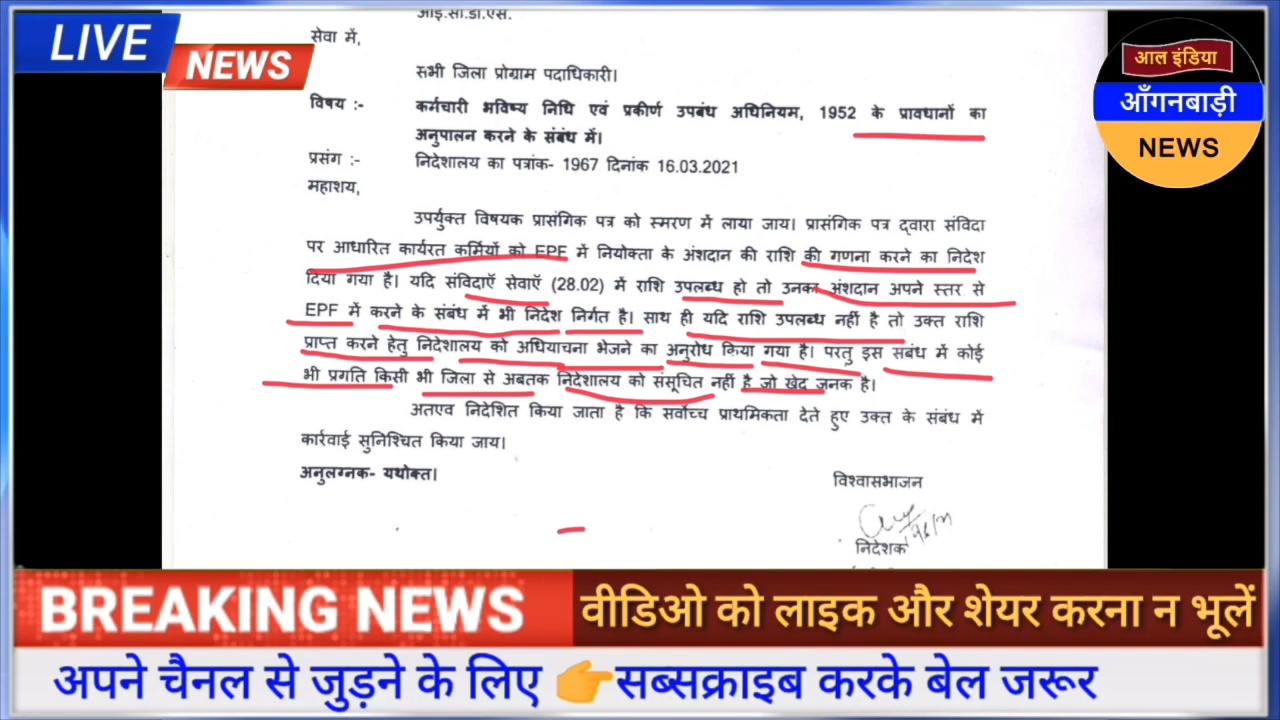 LIVE
NEWS
आल इंडिया
आँगनबाड़ी
NEWS
आई.सी.डी.एस.
सेवा में,
सभी जिला प्रोग्राम पदाधिकारी।
विषय :- कर्मचारी भविष्य निधि एवं प्रकीर्ण उपबंध अधिनियम, 1952 के प्रावधानों का
अनुपालन करने के संबंध में।
प्रसंग :- निदेशालय का पत्रांक- 1967 दिनांक 16.03.2021
महाशय,
उपर्युक्त विषयक प्रासंगिक पत्र को स्मरण में लाया जाय। प्रासंगिक पत्र द्वारा संविदा
पर आधारित कार्यरत कर्मियों को EPF में नियोक्ता के अंशदान की राशि की गणना करने का निदेश
दिया गया है। यदि संविदाएँ सेवाएँ (28.02) में राशि उपलब्ध हो तो उनका अंशदान अपने स्तर से
EPF में करने के संबंध में भी निदेश निर्गत है। साथ ही यदि राशि उपलब्ध नहीं है तो उक्त राशि
प्राप्त करने हेतु निदेशालय को अधियाचना भेजने का अनुरोध किया गया है। परतु इस संबंध में कोई
भी प्रगति किसी भी जिला से अबतक निदेशालय को संसूचित नहीं है जो खेद जनक है।
अतएव निदेशित किया जाता है कि सर्वोच्च प्राथमिकता देते हुए उक्त के संबंध में
कार्रवाई सुनिश्चित किया जाय।
अनुलग्नक- यथोक्त।
विश्वासभाजन
निदेशक
BREAKING NEWS
वीडिओ को लाइक और शेयर करना न भूलें
अपने चैनल से जुड़ने के लिए 👉सब्सक्राइब करके बेल जरूर